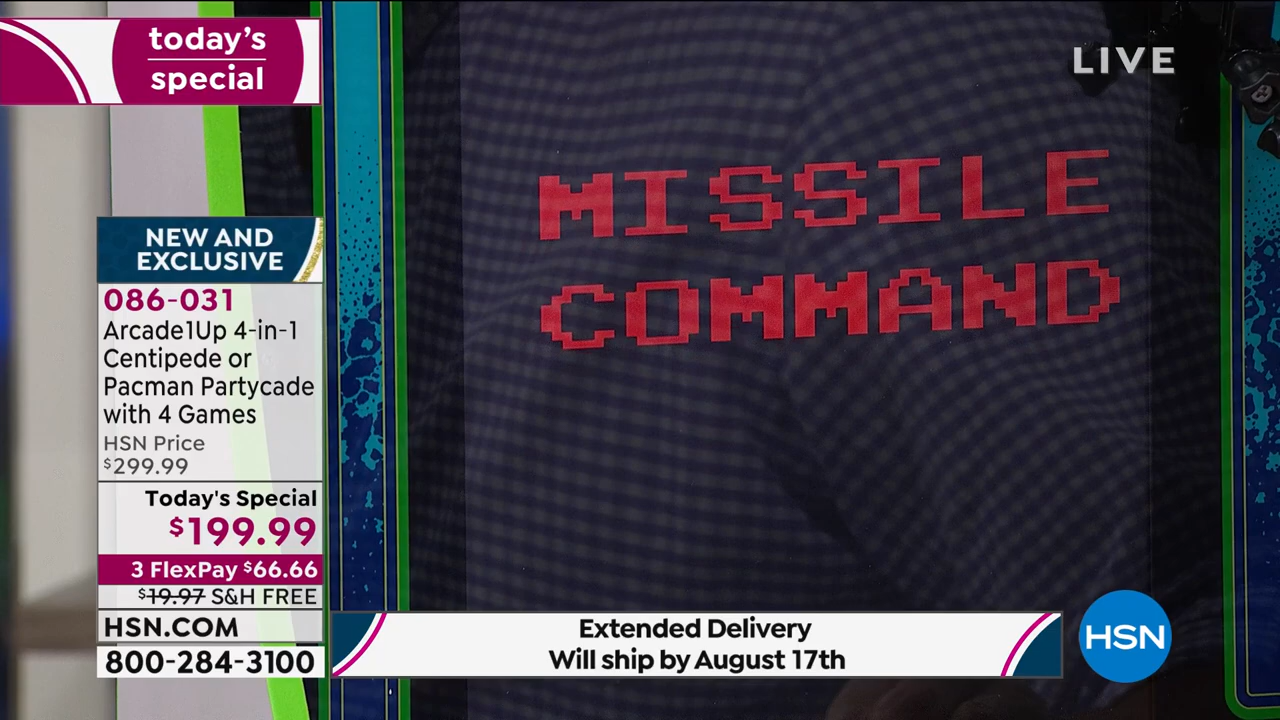 today's
special
LIVE
MISSILE
COMMAND
NEW AND
EXCLUSIVE
086-031
Arcade1Up 4-in-1
Centipede or
Pacman Partycade
with 4 Games
HSN Price
$299.99
Today's Special
$199.99
3 FlexPay $66.66
$19.97 S&H FREE
HSN.COM
800-284-3100
Extended Delivery
Will ship by August 17th
HSN